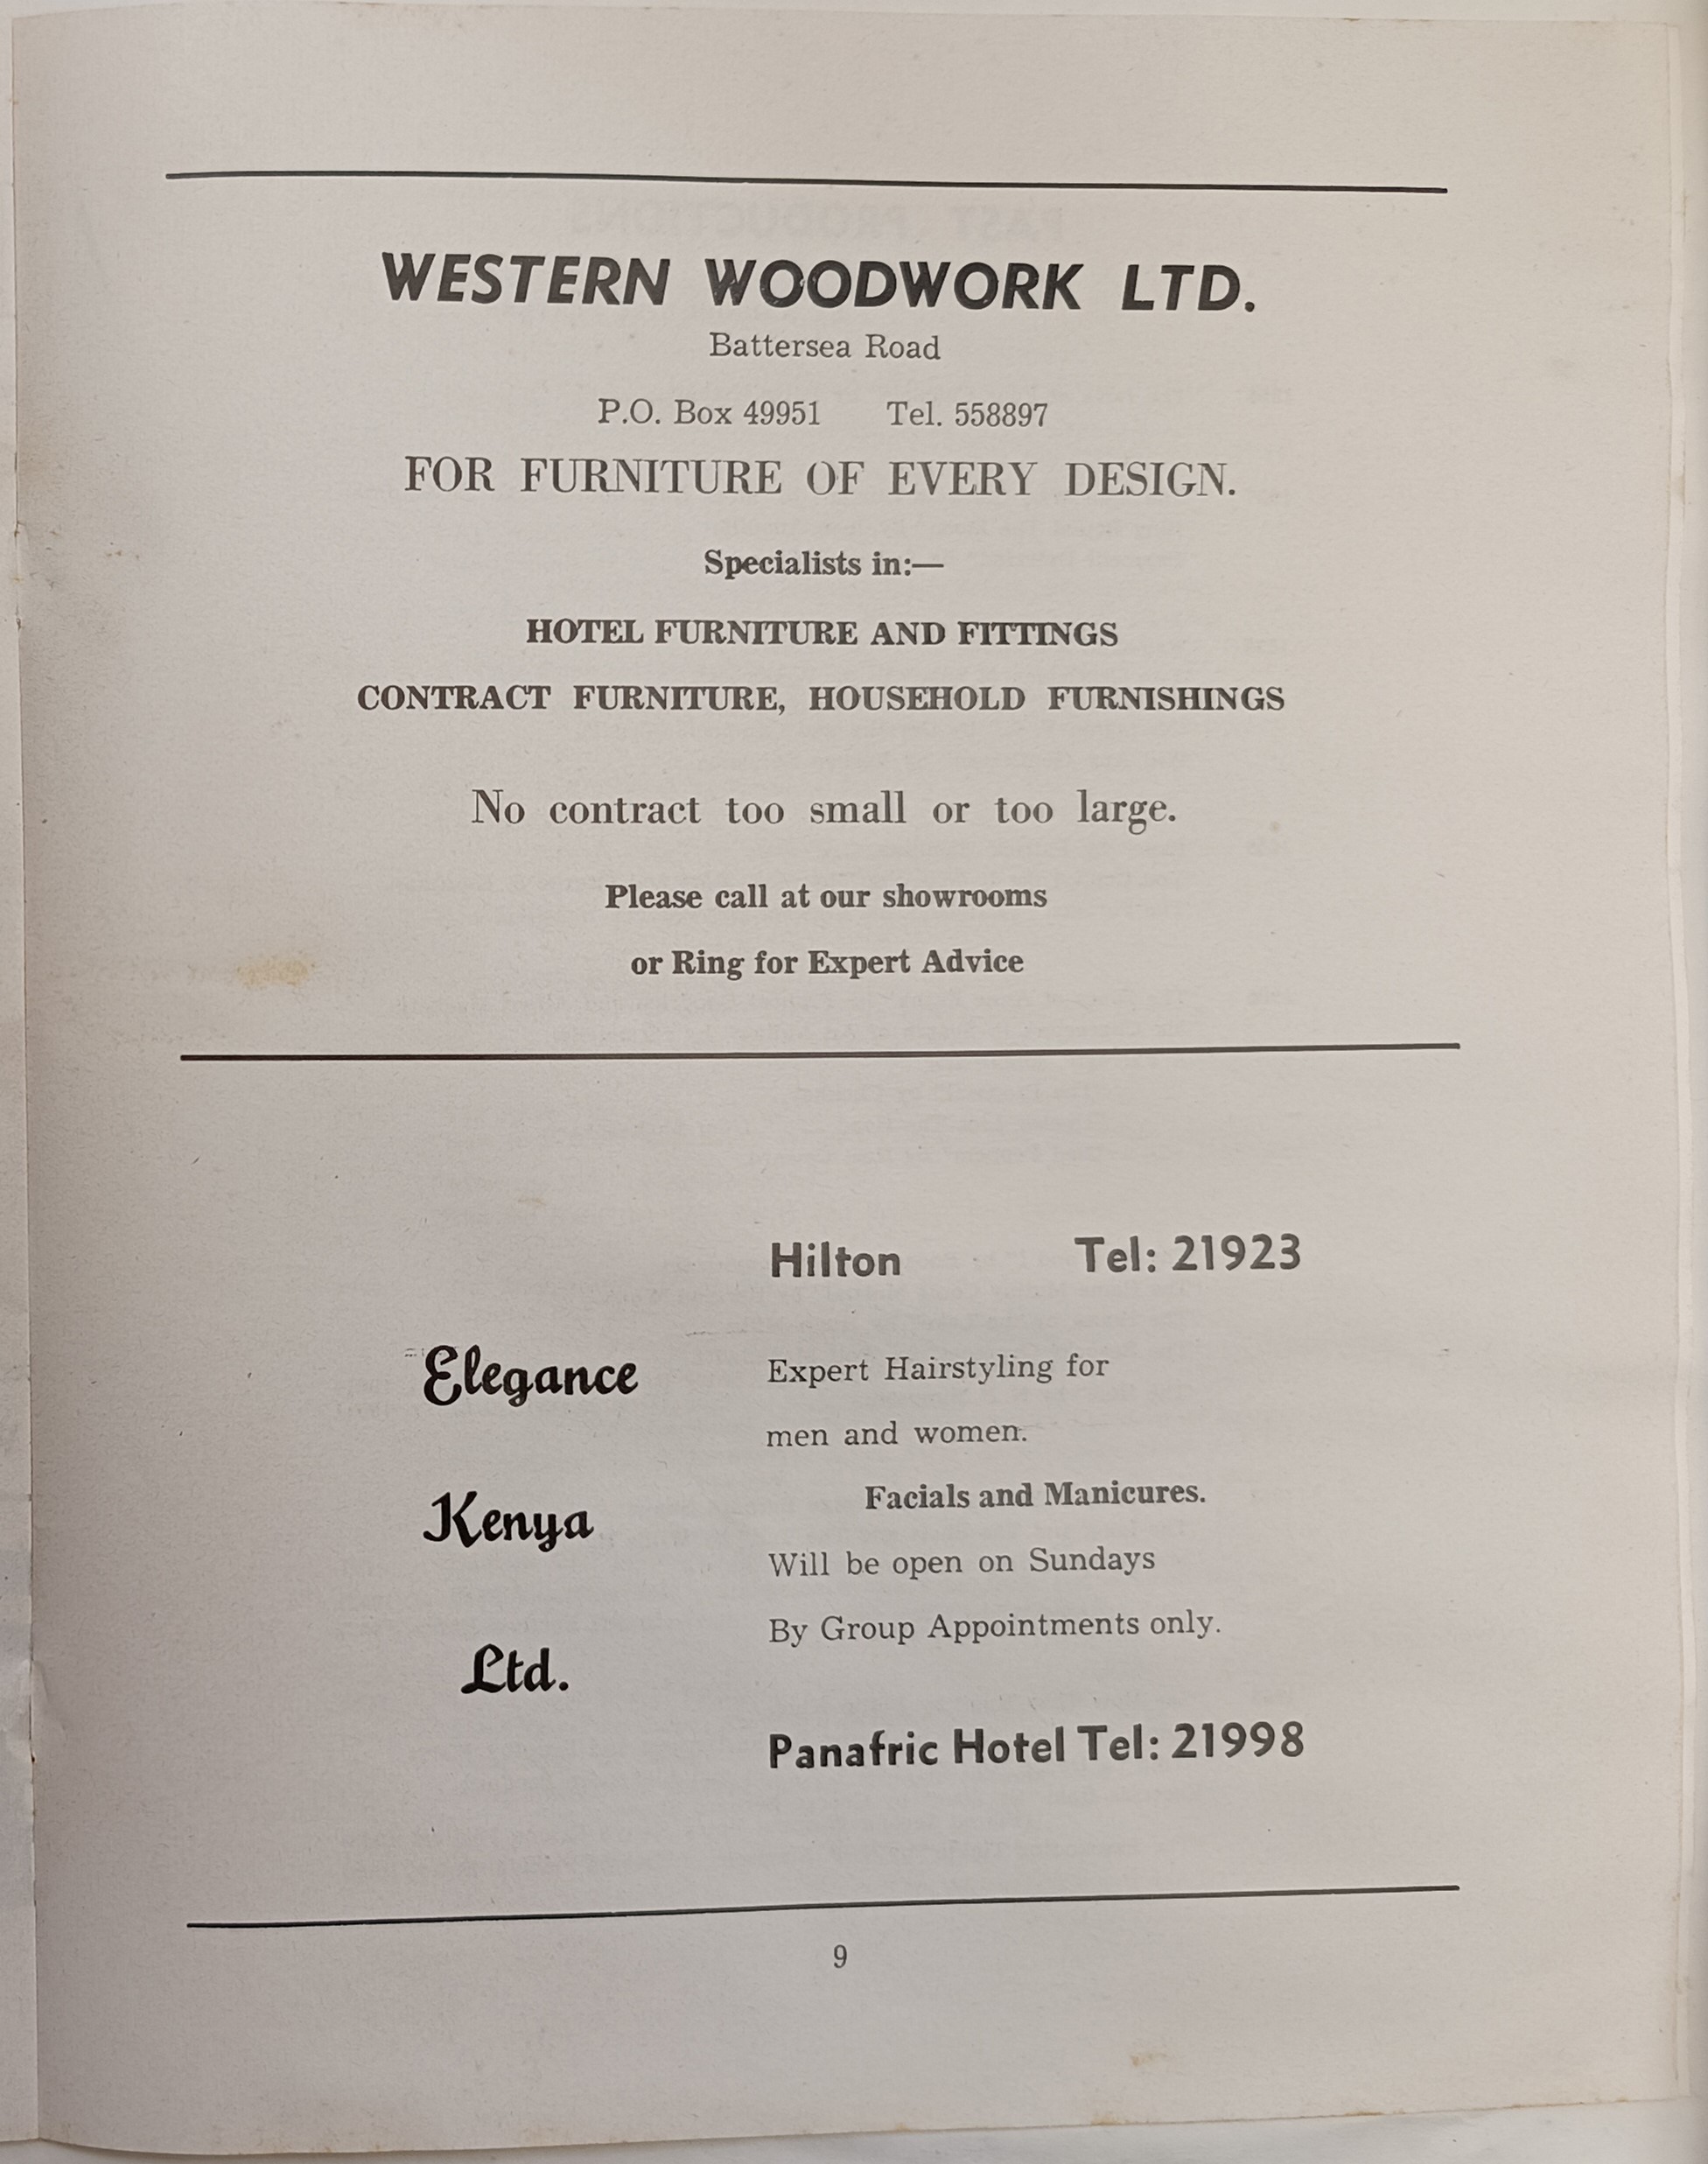 WESTERN WOODWORK LTD.
Battersea Road
P.O. Box 49951 Tel. 558897
FOR FURNITURE OF EVERY DESIGN.
Specialists in:—
HOTEL FURNITURE AND FITTINGS
CONTRACT FURNITURE, HOUSEHOLD FURNISHINGS
No contract too small or too large.
Please call at our showrooms
or Ring for Expert Advice
Elegance
Kenya
Ltd.
Hilton Tel: 21923
Expert Hairstyling for
men and women.
Facials and Manicures.
Will be open on Sundays
By Group Appointments only.
Panafric Hotel Tel: 21998
9